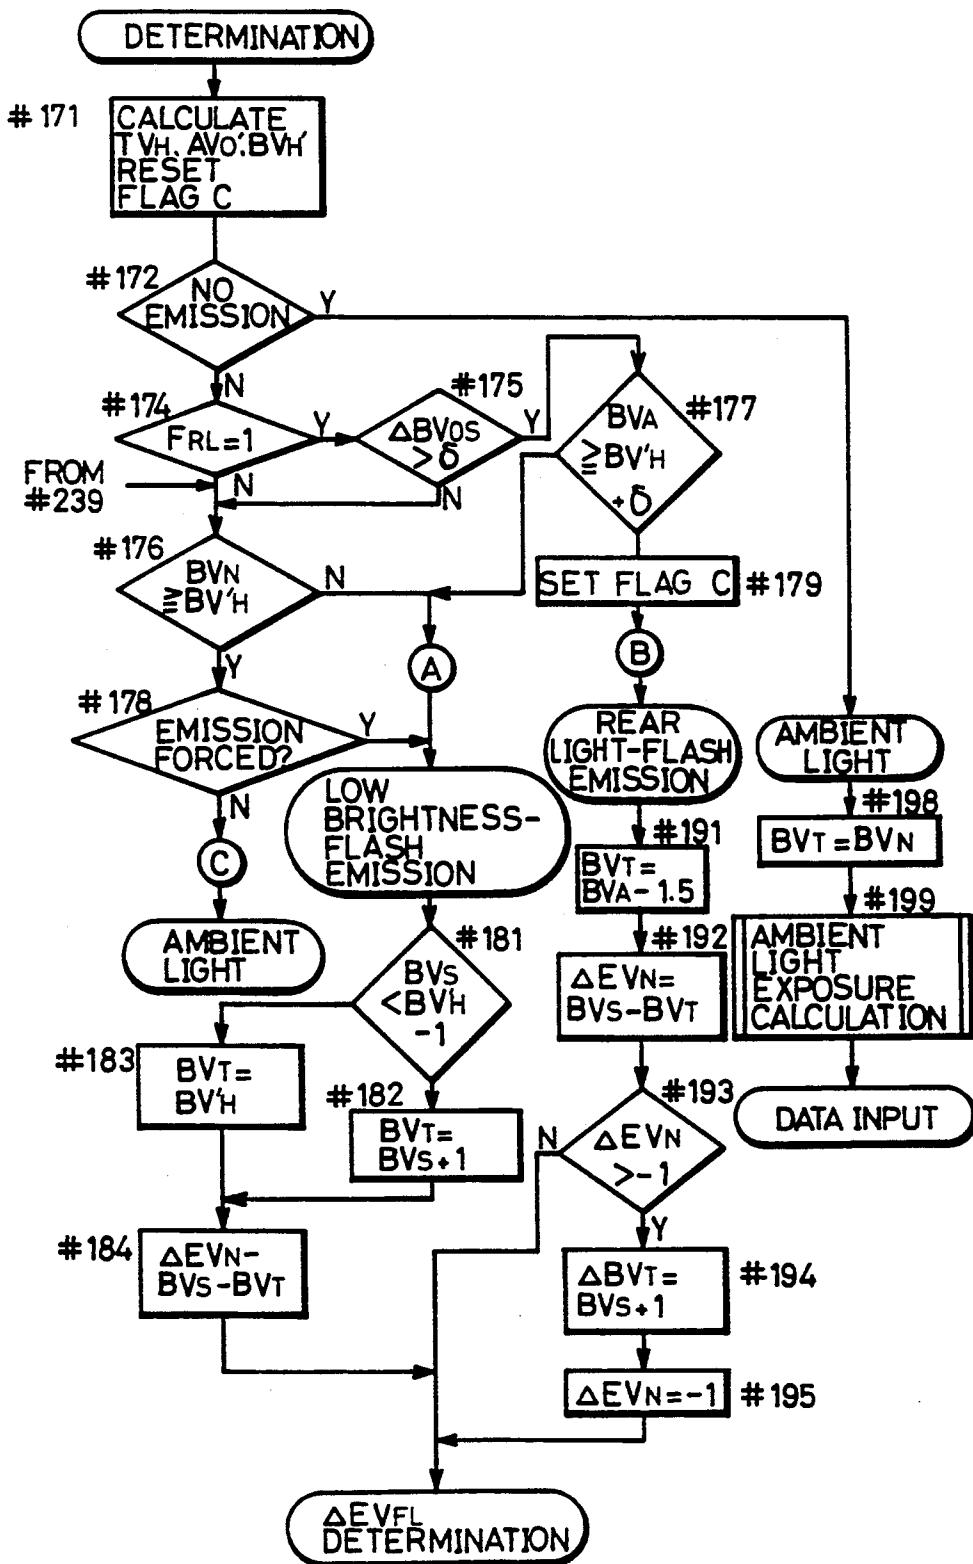 DETERMINATION
#171
CALCULATE
TVH, AVO', BVH'
RESET
FLAG C
#172
NO
EMISSION
Y
N
#174
FRL=1
Y
N
#175
ΔBVOS
>δ
Y
N
#177
BVA
≧BV'H
+δ
FROM
#239
#176
BVN
≧BV'H
N
Y
SET FLAG C
#179
A
B
#178
EMISSION
FORCED?
Y
N
C
AMBIENT
LIGHT
LOW
BRIGHTNESS-
FLASH
EMISSION
REAR
LIGHT-FLASH
EMISSION
AMBIENT
LIGHT
#198
BVT=BVN
#191
BVT=
BVA-1.5
#199
AMBIENT
LIGHT
EXPOSURE
CALCULATION
#181
BVS
<BV'H
-1
#192
ΔEVN=
BVS-BVT
#183
BVT=
BV'H
#182
BVT=
BVS+1
#193
ΔEVN
>-1
N
Y
DATA INPUT
#184
ΔEVN-
BVS-BVT
ΔBVT=
BVS+1
#194
ΔEVN=-1
#195
ΔEVFL
DETERMINATION